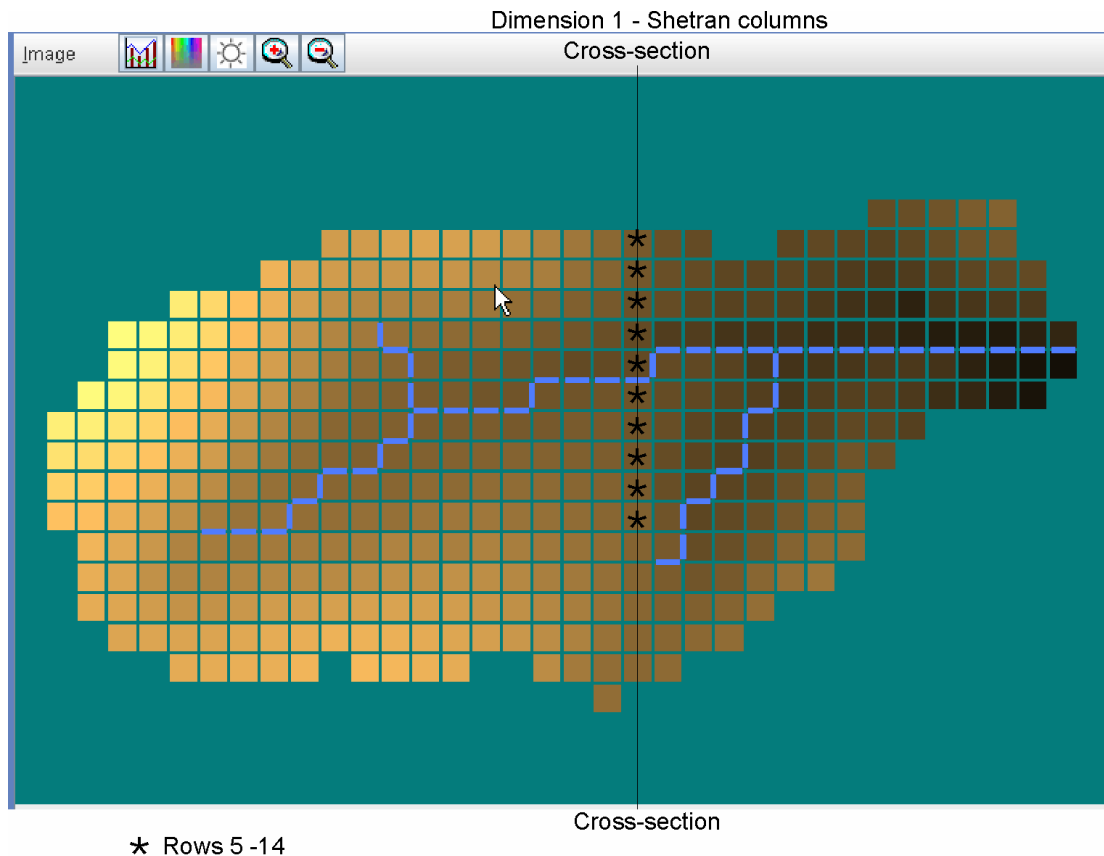 Dimension 1 - Shetran columns
Image
Cross-section
Cross-section
* Rows 5 -14